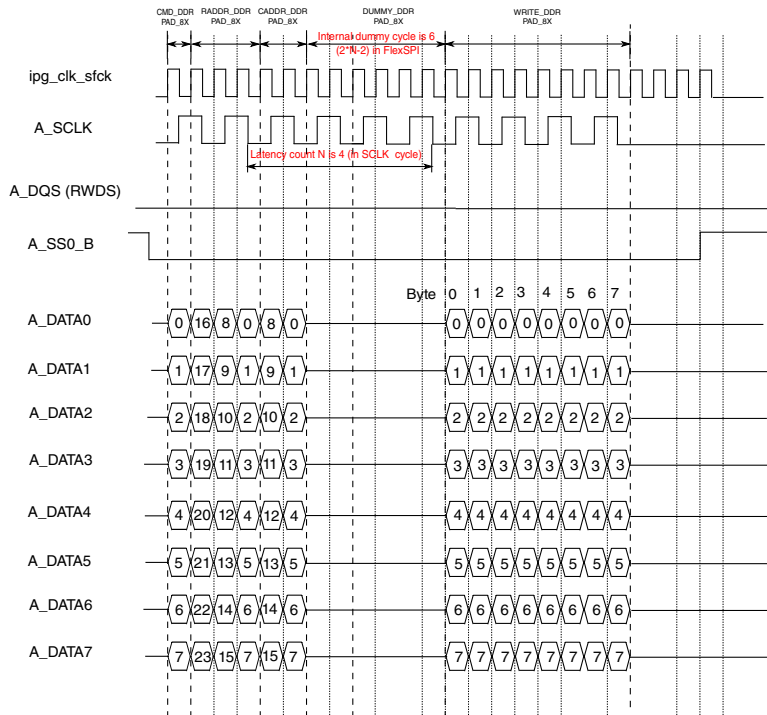 CMD_DDR RADDR_DDR CADDR_DDR DUMMY_DDR WRITE_DDR
PAD_8X PAD_8X PAD_8X PAD_8X PAD_8X
Internal dummy cycle is 6
(2*N-2) in FlexSPI
ipg_clk_sfck
A_SCLK
Latency count N is 4 (in SCLK cycle)
A_DQS (RWDS)
A_SS0_B
Byte 0 1 2 3 4 5 6 7
A_DATA0 0 16 8 0 8 0 0 0 0 0 0 0 0 0
A_DATA1 1 17 9 1 9 1 1 1 1 1 1 1 1 1
A_DATA2 2 18 10 2 10 2 2 2 2 2 2 2 2 2
A_DATA3 3 19 11 3 11 3 3 3 3 3 3 3 3 3
A_DATA4 4 20 12 4 12 4 4 4 4 4 4 4 4 4
A_DATA5 5 21 13 5 13 5 5 5 5 5 5 5 5 5
A_DATA6 6 22 14 6 14 6 6 6 6 6 6 6 6 6
A_DATA7 7 23 15 7 15 7 7 7 7 7 7 7 7 7